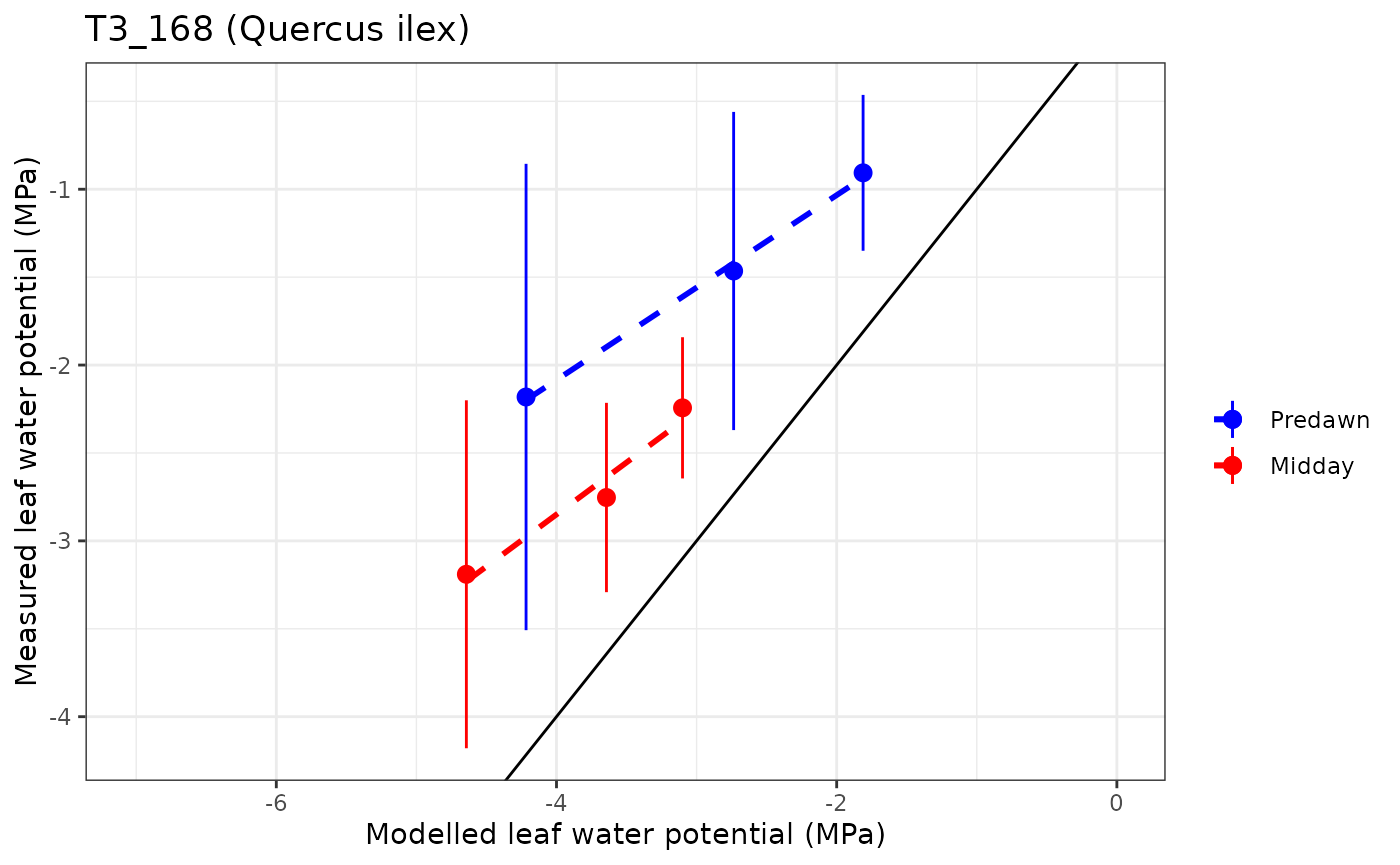 T3_168 (Quercus ilex)
Measured leaf water potential (MPa)
-1
-2
-3
-4
-6
-4
-2
0
Modelled leaf water potential (MPa)
Predawn
Midday